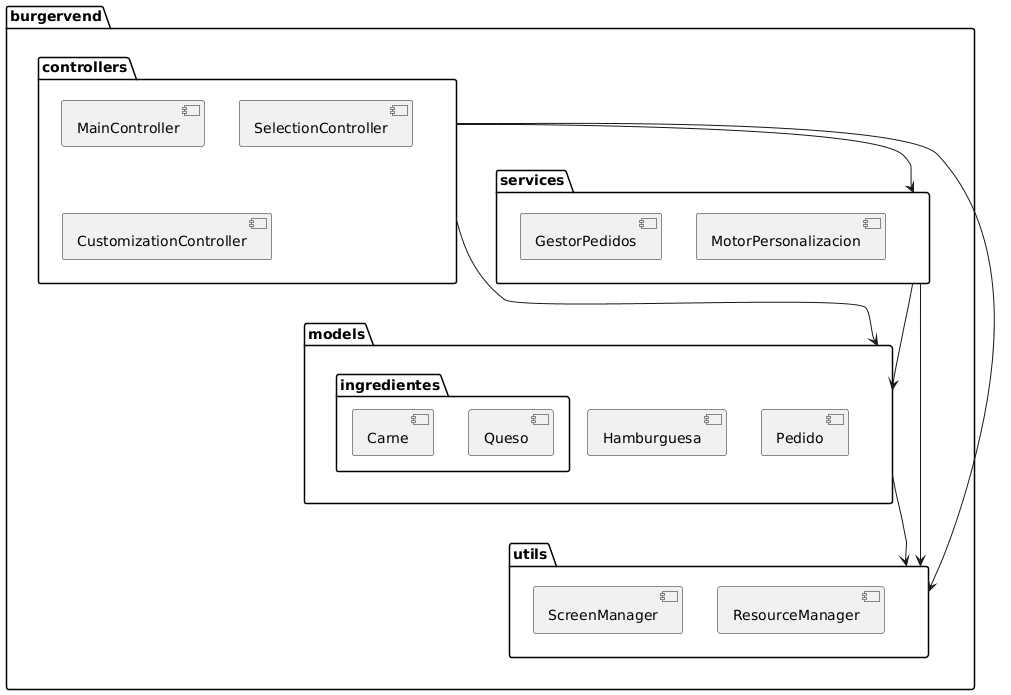 burgervend
controllers
MainController
SelectionController
CustomizationController
services
GestorPedidos
MotorPersonalizacion
models
ingredientes
Carne
Queso
Hamburguesa
Pedido
utils
ScreenManager
ResourceManager